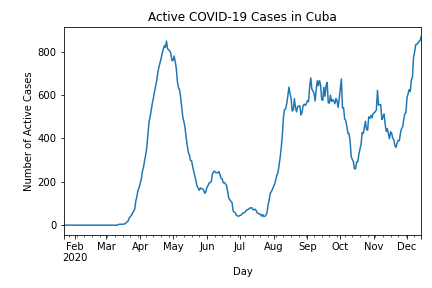 Active COVID-19 Cases in Cuba
Number of Active Cases
800
600
400
200
0
Feb Mar Apr May Jun Jul Aug Sep Oct Nov Dec
2020
Day